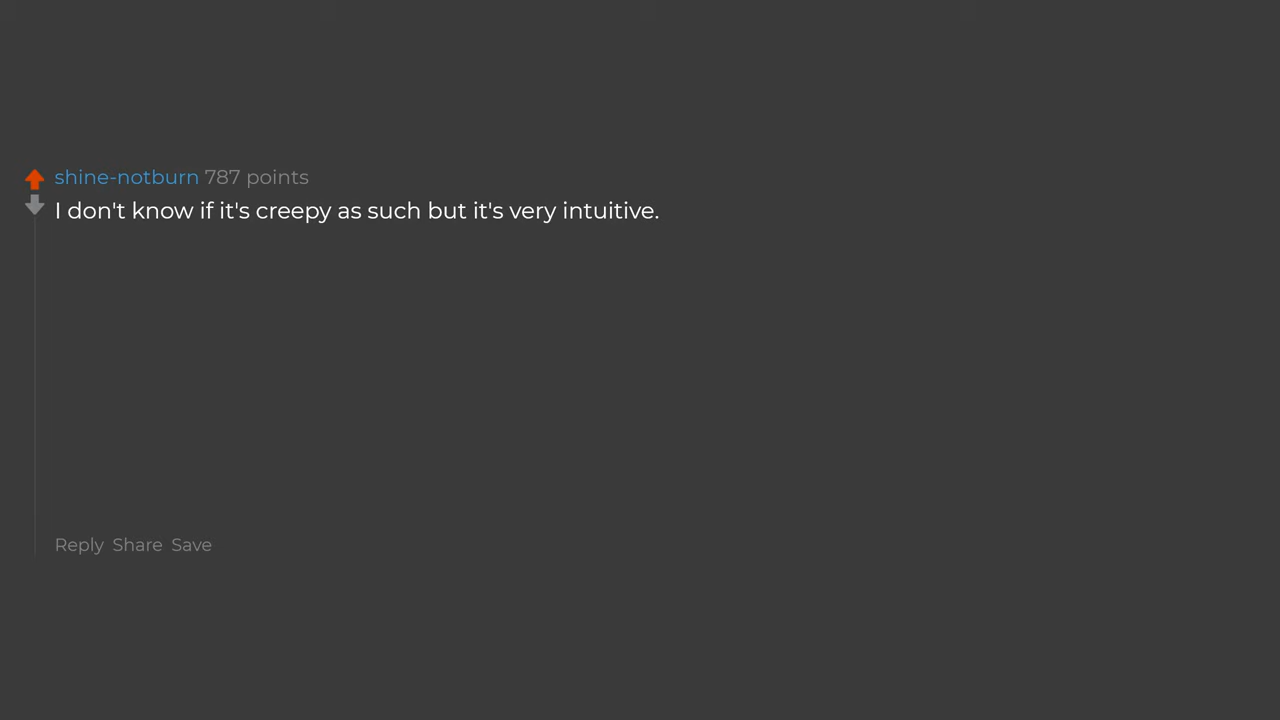 shine-notburn 787 points
I don't know if it's creepy as such but it's very intuitive.
Reply Share Save